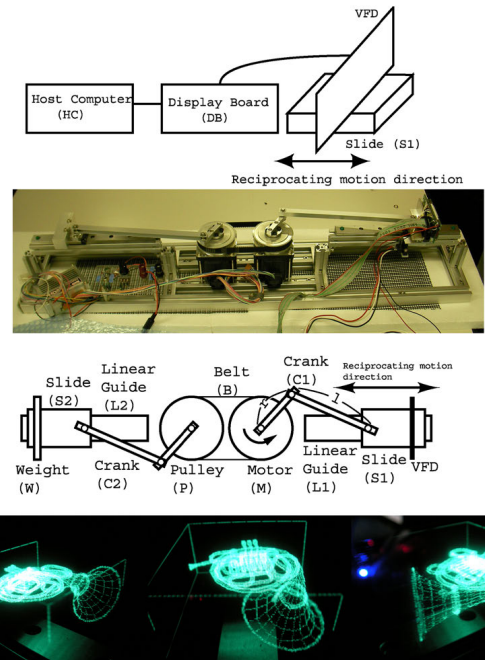 VFD
Host Computer
(HC)
Display Board
(DB)
Slide (S1)
Reciprocating motion direction
Crank
(C1)
Reciprocating motion
direction
Belt
(B)
Linear
Guide
(L2)
Slide
(S2)
r
l
Weight
(W)
Crank
(C2)
Pulley
(P)
Motor
(M)
Linear
Guide
(L1)
Slide
(S1)
VFD